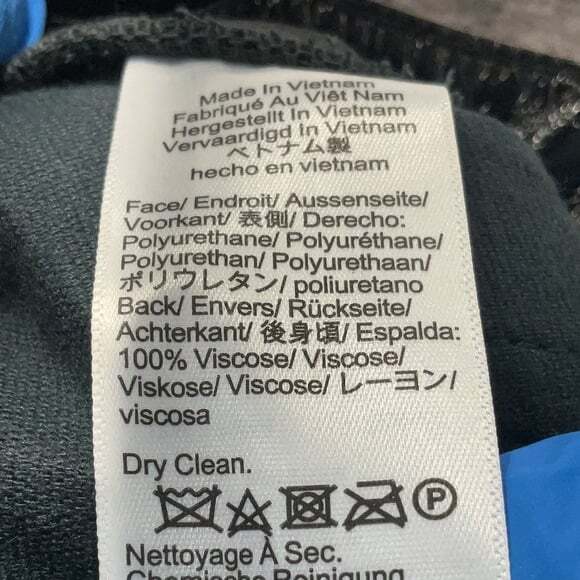 Made In Vietnam
Fabriqué Au Viêt Nam
Hergestellt In Vietnam
Vervaardigd In Vietnam
ベトナム製
hecho en vietnam
Face/ Endroit/ Aussenseite/
Voorkant/ 表側/ Derecho:
Polyurethane/ Polyuréthane/
Polyurethan/ Polyurethaan/
ポリウレタン/ poliuretano
Back/ Envers/ Rückseite/
Achterkant/ 後身頃/ Espalda:
100% Viscose/ Viscose/
Viskose/ Viscose/ レーヨン/
viscosa
Dry Clean.
P
Nettoyage À Sec.
Chemische Reinigung